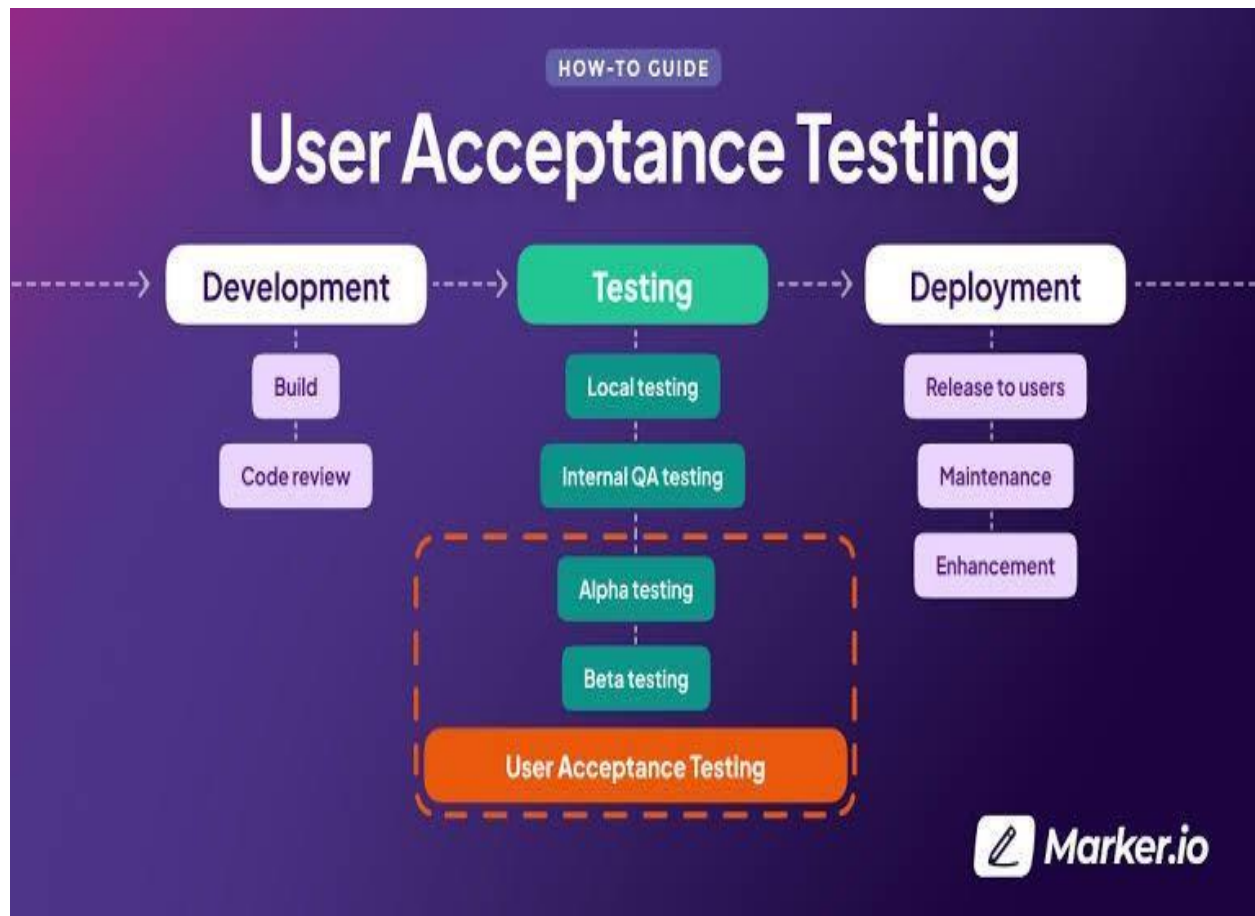 HOW-TO GUIDE
User Acceptance Testing
Development
Testing
Deployment
Build
Code review
Local testing
Internal QA testing
Alpha testing
Beta testing
User Acceptance Testing
Release to users
Maintenance
Enhancement
Marker.io